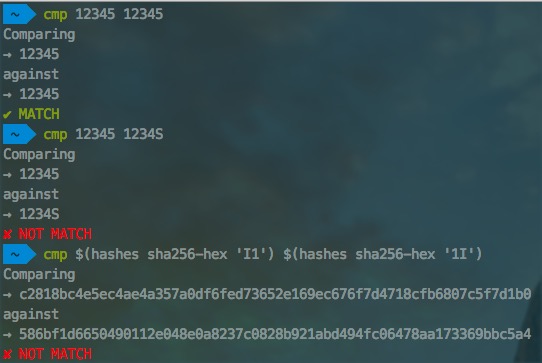 ~ cmp 12345 12345
Comparing
→ 12345
against
→ 12345
✔ MATCH
~ cmp 12345 1234S
Comparing
→ 12345
against
→ 1234S
✘ NOT MATCH
~ cmp $(hashes sha256-hex 'I1') $(hashes sha256-hex '1I')
Comparing
→ c2818bc4e5ec4ae4a357a0df6fed73652e169ec676f7d4718cfb6807c5f7d1b0
against
→ 586bf1d6650490112e048e0a8237c0828b921abd494fc06478aa173369bbc5a4
✘ NOT MATCH